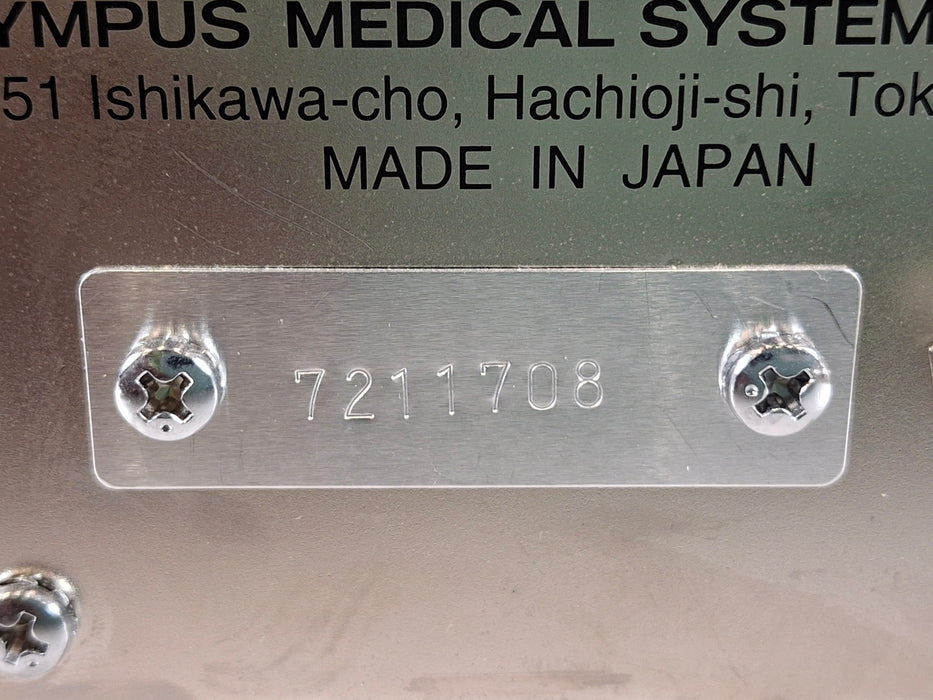 YMPUS MEDICAL SYSTEM
51 Ishikawa-cho, Hachioji-shi, Tok
MADE IN JAPAN
7211708